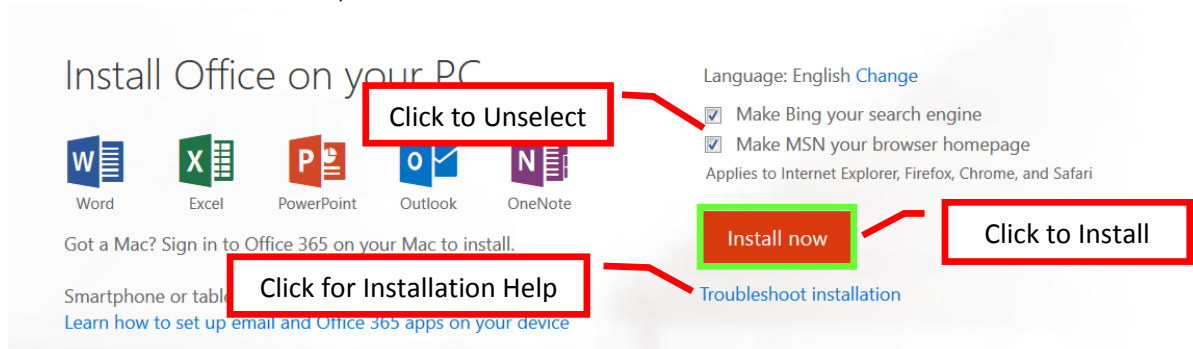 Install Office on your PC
Click to Unselect
Word
Excel
PowerPoint
Outlook
OneNote
Got a Mac? Sign in to Office 365 on your Mac to install.
Click for Installation Help
Smartphone or
Learn how to set up email and Office 365 apps on your device
Language: English Change
Make Bing your search engine
Make MSN your browser homepage
Applies to Internet Explorer, Firefox, Chrome, and Safari
Install now
Click to Install
Troubleshoot installation